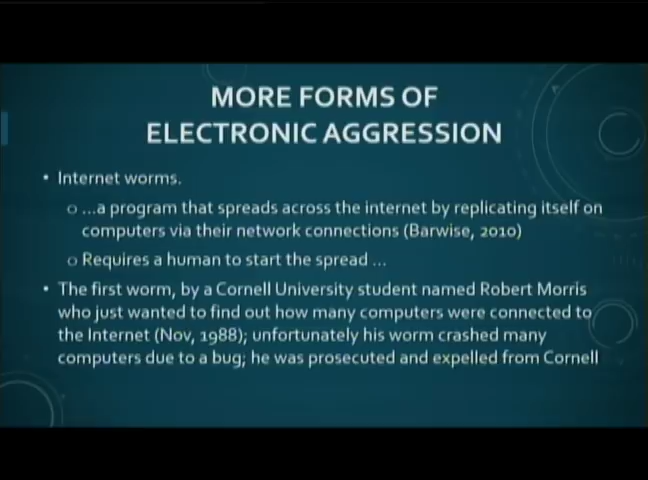 MORE FORMS OF
ELECTRONIC AGGRESSION
• Internet worms.
o ...a program that spreads across the internet by replicating itself on
computers via their network connections (Barwise, 2010)
o Requires a human to start the spread ...
• The first worm, by a Cornell University student named Robert Morris
who just wanted to find out how many computers were connected to
the Internet (Nov, 1988); unfortunately his worm crashed many
computers due to a bug; he was prosecuted and expelled from Cornell